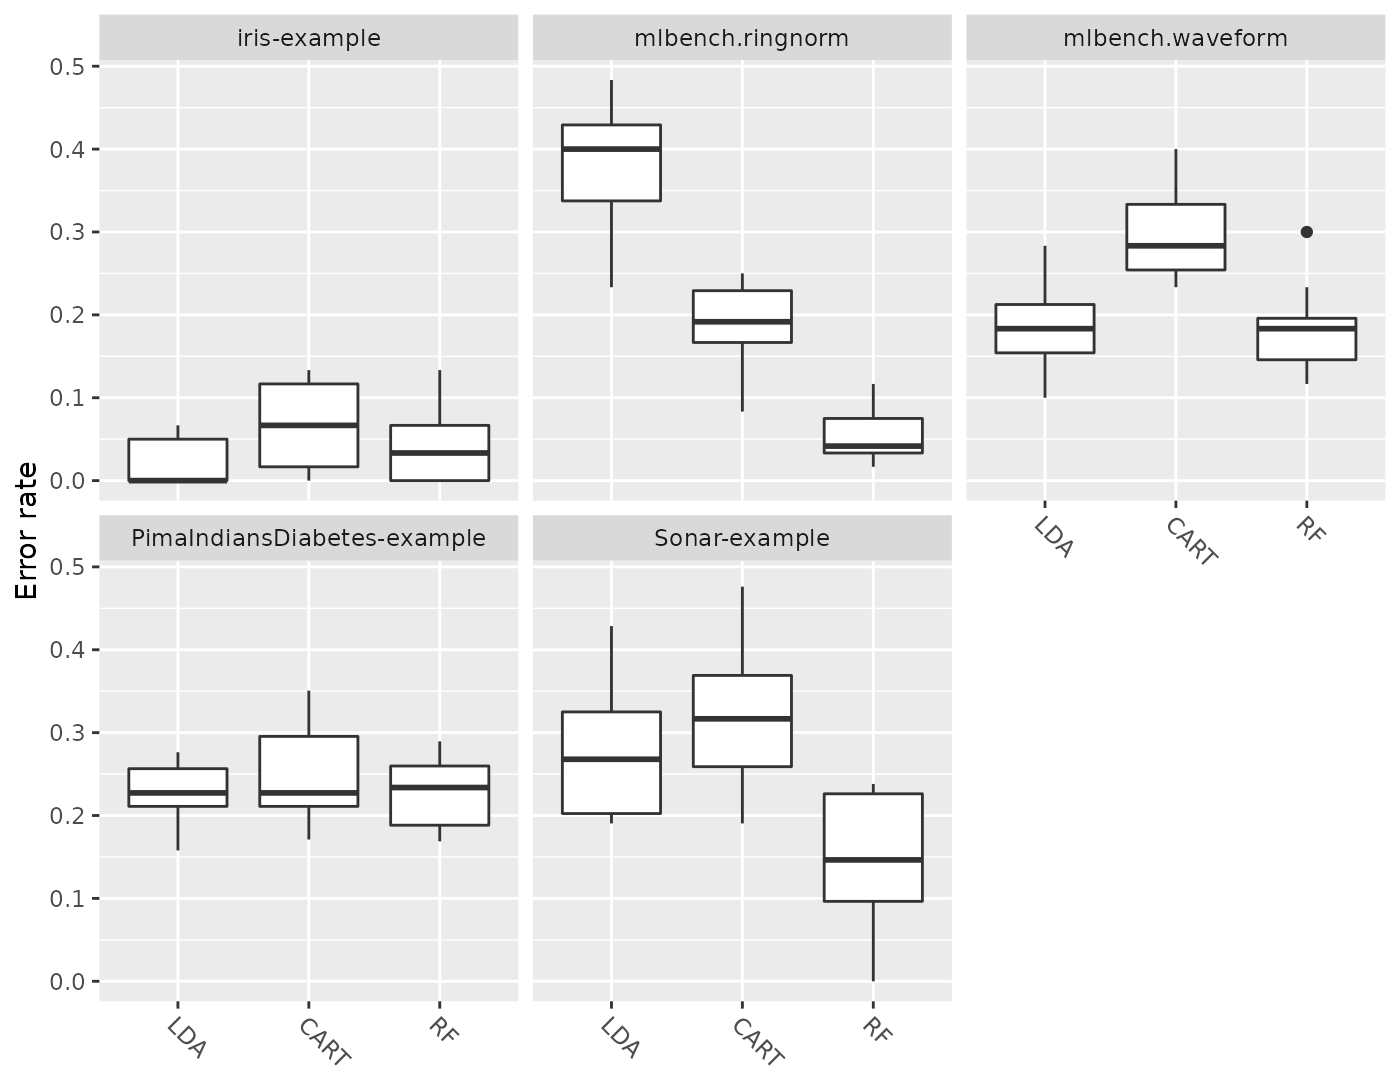 iris-example
mlbench.ringnorm
mlbench.waveform
0.5
0.4
0.3
0.2
0.1
0.0
LDA
CART
RF
Error rate
PimaIndiansDiabetes-example
Sonar-example
0.5
0.4
0.3
0.2
0.1
0.0
LDA
CART
RF
LDA
CART
RF